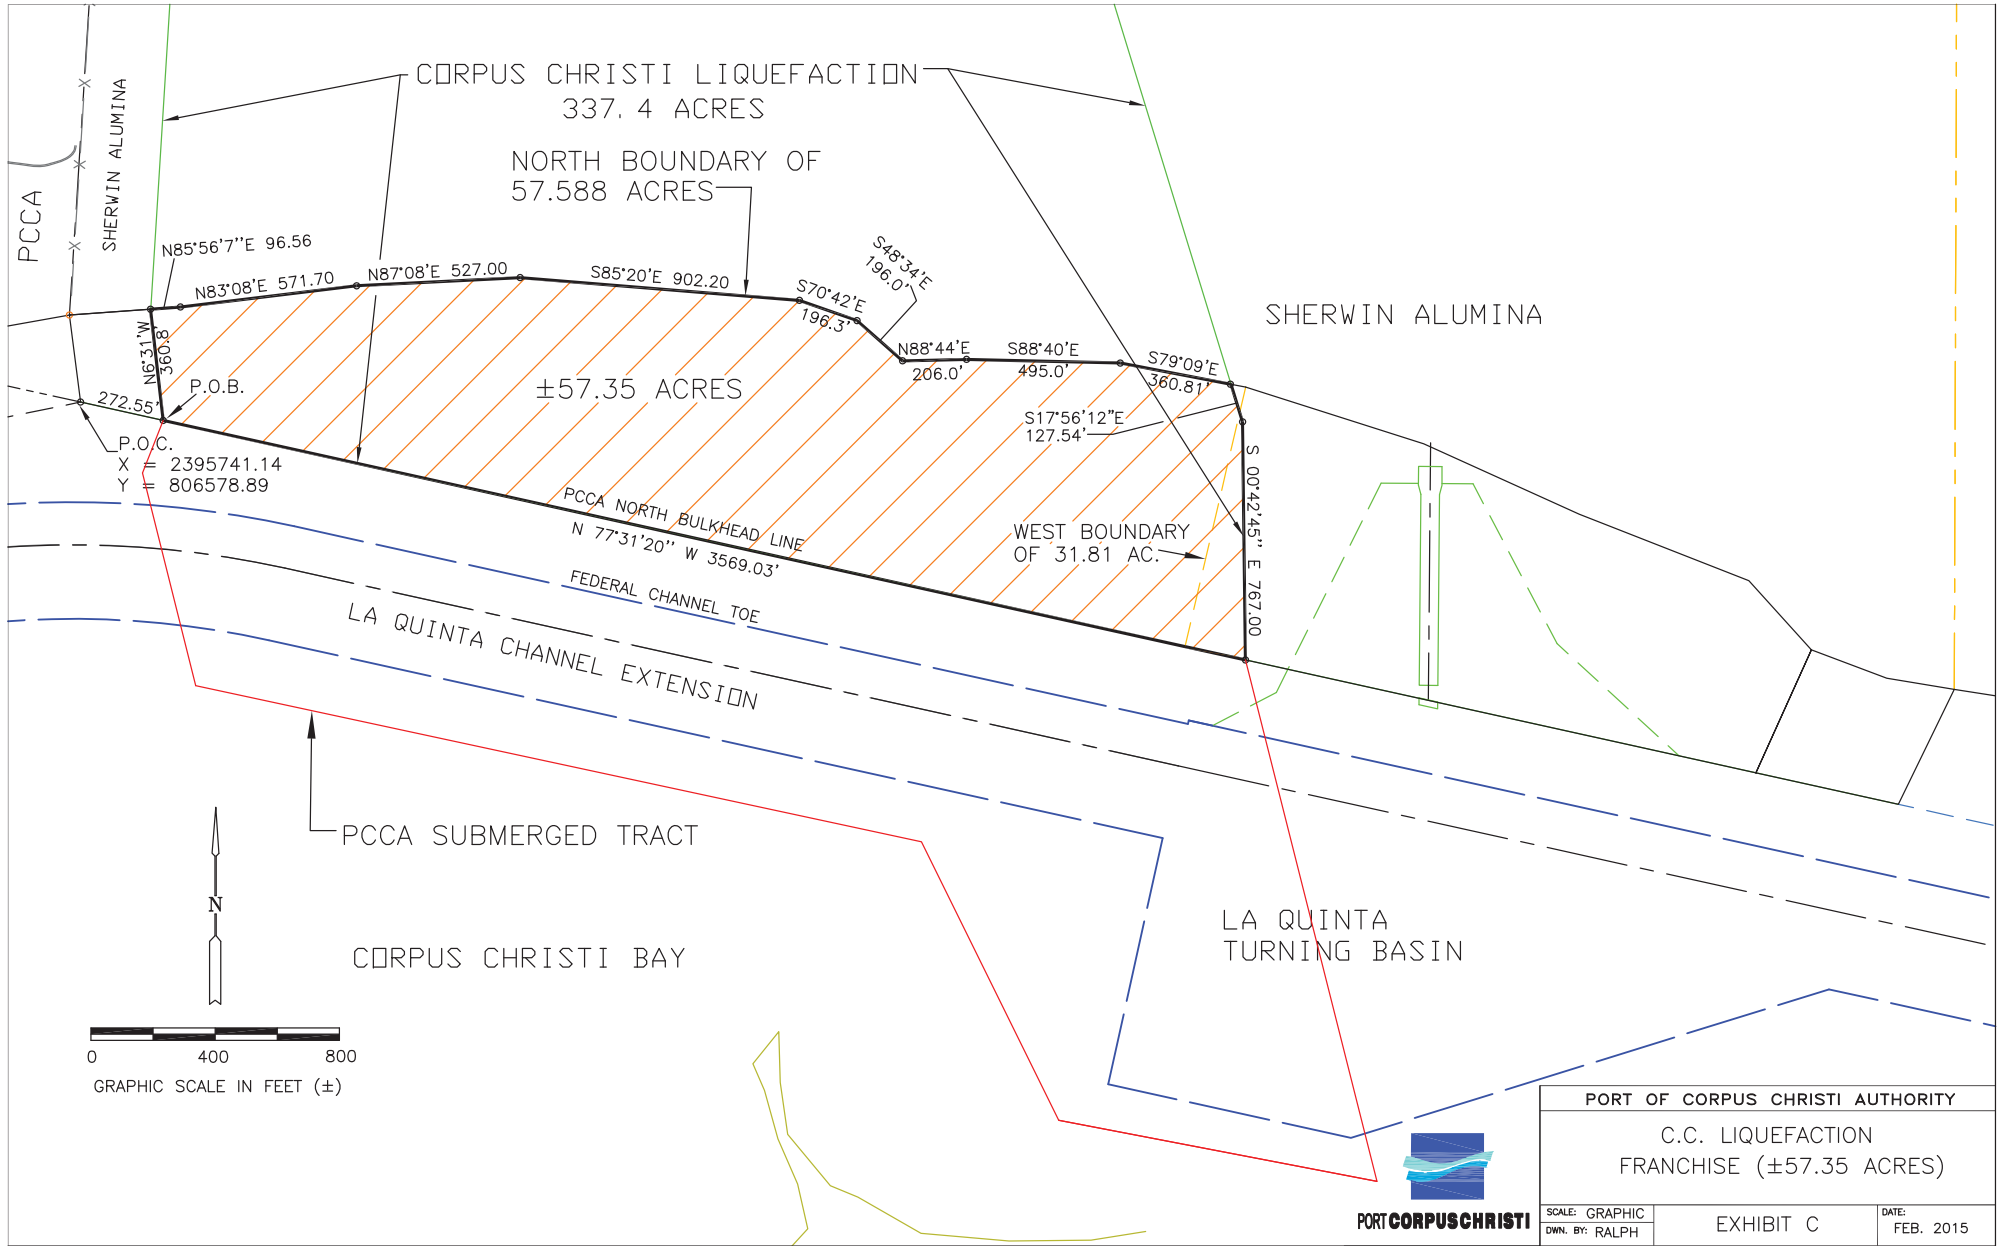 CORPUS CHRISTI LIQUEFACTION
337.4 ACRES
NORTH BOUNDARY OF
57.588 ACRES
PCCA
SHERWIN ALUMINA
N85°56'7"E 96.56
N83°08'E 571.70
N87°08'E 527.00
S85°20'E 902.20
S70°42'E
196.3'
S48°34'E
196.0'
N88°44'E
206.0'
S88°40'E
495.0'
S79°09'E
360.81'
SHERWIN ALUMINA
N6°31'W
360.8'
P.O.B.
272.55'
±57.35 ACRES
S17°56'12"E
127.54'
P.O.C.
X = 2395741.14
Y = 806578.89
S 00°42'45" E 767.00
PCCA NORTH BULKHEAD LINE
N 77°31'20" W 3569.03'
WEST BOUNDARY
OF 31.81 AC.
FEDERAL CHANNEL TOE
LA QUINTA CHANNEL EXTENSION
PCCA SUBMERGED TRACT
N
CORPUS CHRISTI BAY
LA QUINTA
TURNING BASIN
0 400 800
GRAPHIC SCALE IN FEET (±)
PORT CORPUS CHRISTI
PORT OF CORPUS CHRISTI AUTHORITY
C.C. LIQUEFACTION
FRANCHISE (±57.35 ACRES)
SCALE: GRAPHIC
DWN. BY: RALPH
EXHIBIT C
DATE:
FEB. 2015